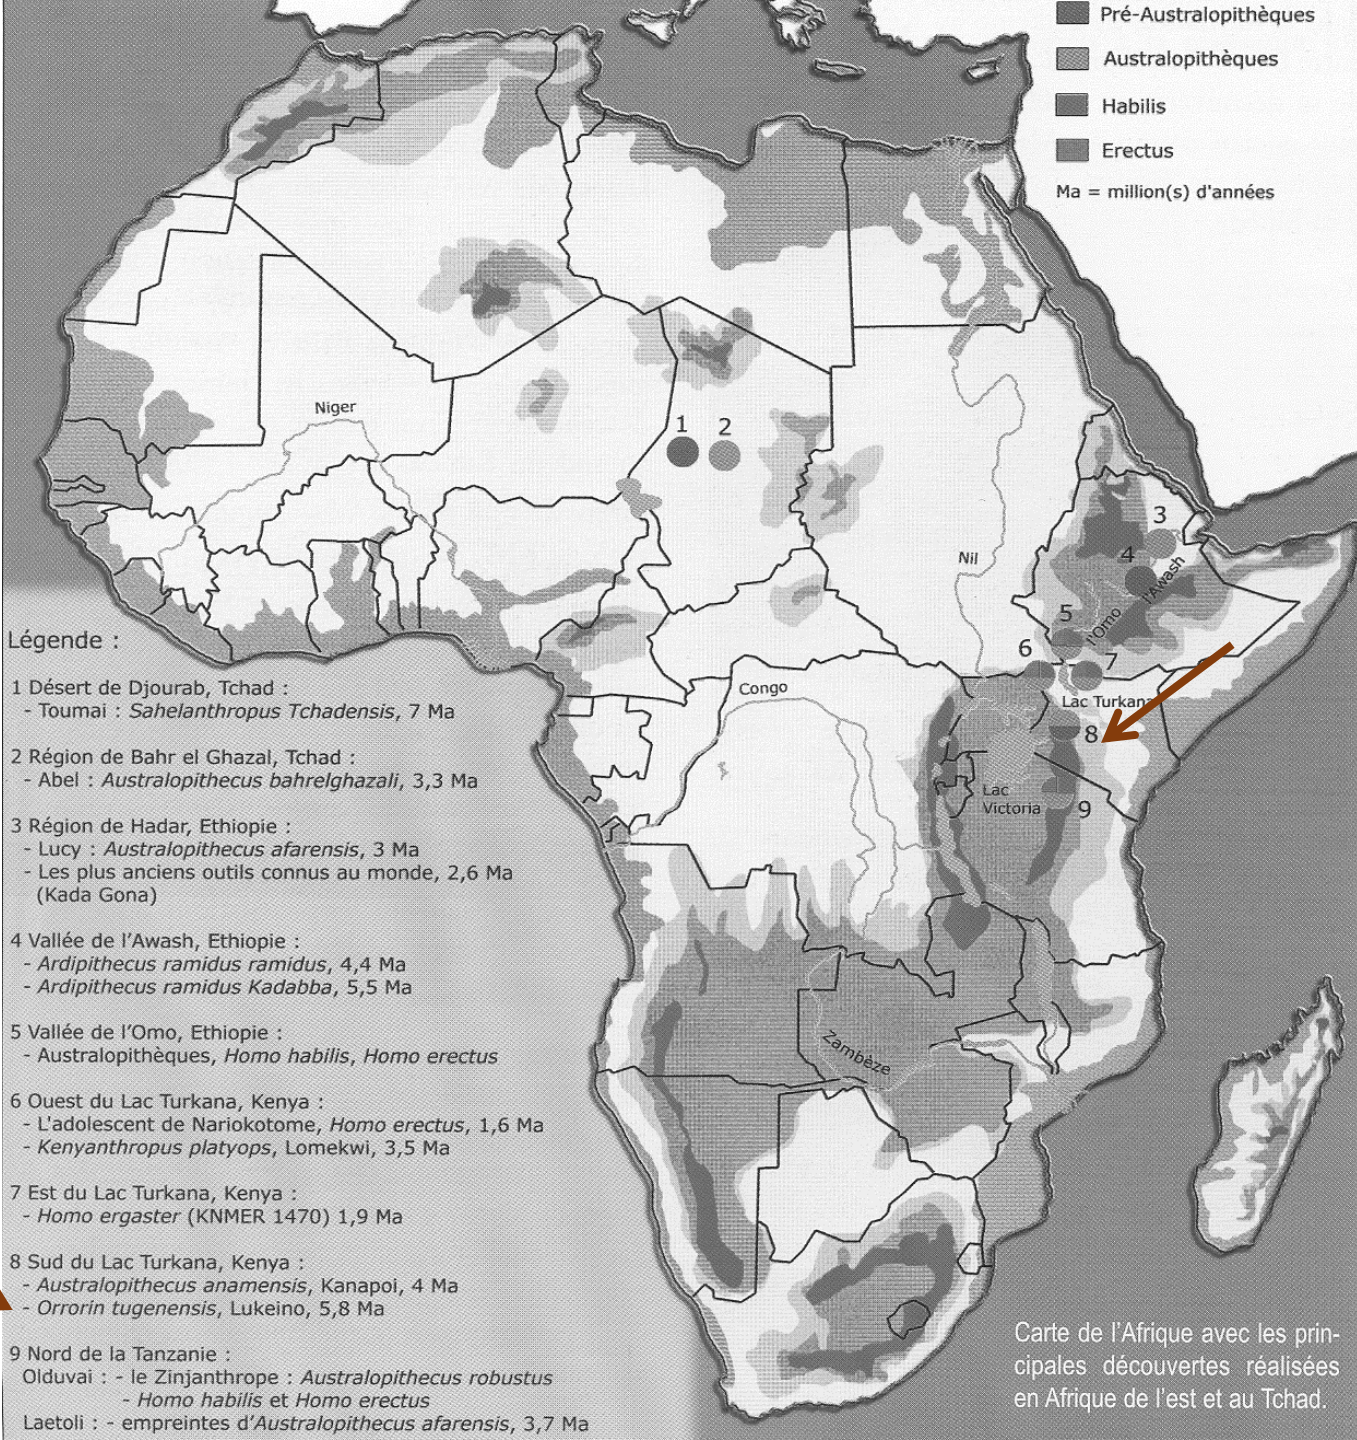 Pré-Australopithèques
Australopithèques
Habilis
Erectus
Ma = million(s) d'années
Niger
1
2
3
4
l'Awash
Nil
5
l'Omo
6
7
Lac Turkana
Congo
8
Lac
Victoria
9
Zambèze
Légende :
1 Désert de Djourab, Tchad :
- Toumai : Sahelanthropus Tchadensis, 7 Ma
2 Région de Bahr el Ghazal, Tchad :
- Abel : Australopithecus bahrelghazali, 3,3 Ma
3 Région de Hadar, Ethiopie :
- Lucy : Australopithecus afarensis, 3 Ma
- Les plus anciens outils connus au monde, 2,6 Ma
(Kada Gona)
4 Vallée de l'Awash, Ethiopie :
- Ardipithecus ramidus ramidus, 4,4 Ma
- Ardipithecus ramidus Kadabba, 5,5 Ma
5 Vallée de l'Omo, Ethiopie :
- Australopithèques, Homo habilis, Homo erectus
6 Ouest du Lac Turkana, Kenya :
- L'adolescent de Nariokotome, Homo erectus, 1,6 Ma
- Kenyanthropus platyops, Lomekwi, 3,5 Ma
7 Est du Lac Turkana, Kenya :
- Homo ergaster (KNMER 1470) 1,9 Ma
8 Sud du Lac Turkana, Kenya :
- Australopithecus anamensis, Kanapoi, 4 Ma
- Orrorin tugenensis, Lukeino, 5,8 Ma
9 Nord de la Tanzanie :
Olduvai : - le Zinjanthrope : Australopithecus robustus
- Homo habilis et Homo erectus
Laetoli : - empreintes d'Australopithecus afarensis, 3,7 Ma
Carte de l'Afrique avec les prin-
cipales découvertes réalisées
en Afrique de l'est et au Tchad.